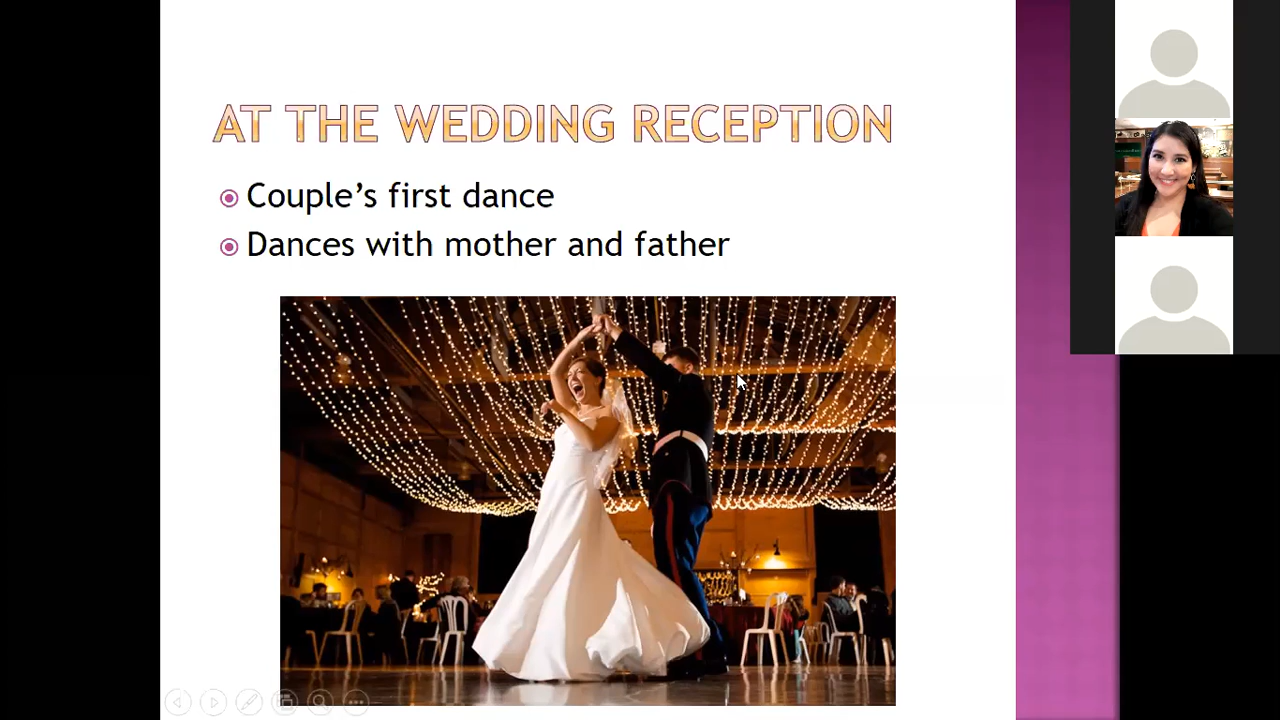 AT THE WEDDING RECEPTION
Couple's first dance
Dances with mother and father